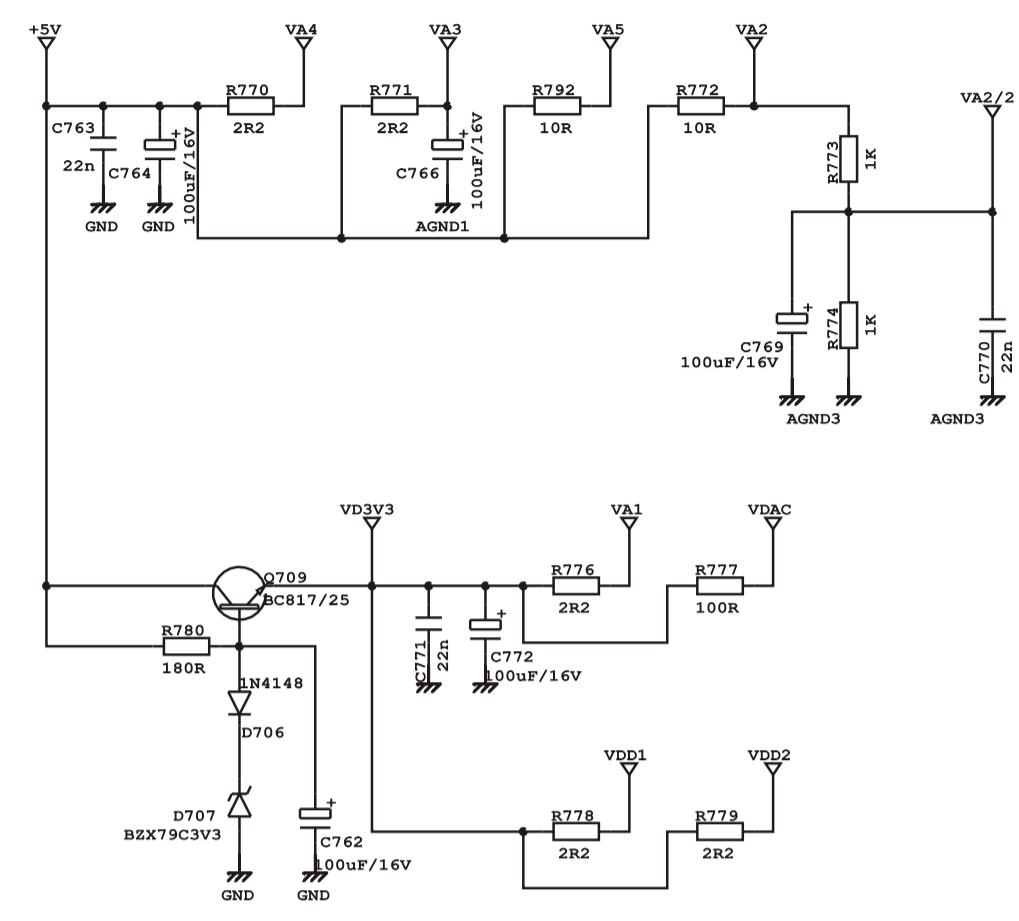 +5V
VA4
VA3
VA5
VA2
R770
2R2
R771
2R2
R792
10R
R772
10R
VA2/2
C763
22n
C764
100uF/16V
+
GND
GND
C766
100uF/16V
+
AGND1
R773
1K
R774
1K
+
C769
100uF/16V
C770
22n
AGND3
AGND3
VD3V3
VA1
VDAC
Q709
BC817/25
R776
2R2
R777
100R
R780
180R
C771
22n
+
C772
100uF/16V
1N4148
D706
D707
BZX79C3V3
+
C762
100uF/16V
GND
GND
VDD1
VDD2
R778
2R2
R779
2R2